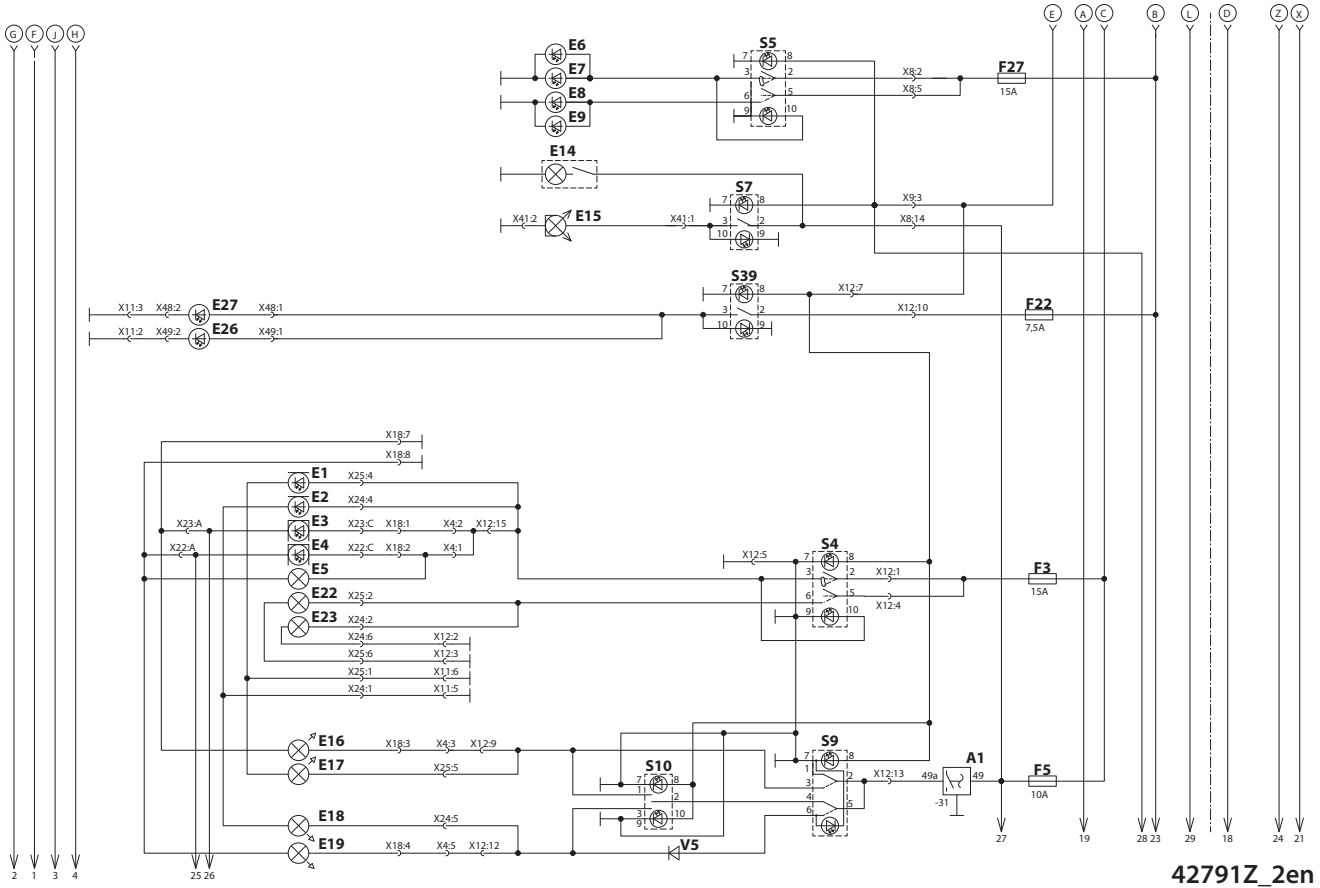 G F J H E A C B L D Z X
E6 S5
7 8
E7 3 2 X8:2 F27
15A
E8 6 5 X8:5
9 10
E9
E14
S7
7 8 X9:3
X41:2 E15 X41:1 3 2 X8:14
10 9
S39
7 8 X12:7
X11:3 X48:2 E27 X48:1 3 2 X12:10 F22
7,5A
X11:2 X49:2 E26 X49:1 10 9
X18:7
X18:8
E1 X25:4
E2 X24:4
X23:A E3 X23:C X18:1 X4:2 X12:15
S4
X22:A E4 X22:C X18:2 X4:1 X12:5 7 8
E5 3 2 X12:1 F3
15A
E22 X25:2 6 5 X12:4
E23 X24:2 9 10
X24:6 X12:2
X25:6 X12:3
X25:1 X11:6
X24:1 X11:5
E16 X18:3 X4:3 X12:9 S9
7 8
E17 X25:5 S10 1 A1
7 8 3 2 X12:13 49a 49 F5
10A
1 2 4 5 -31
3 10 6
9
E18 X24:5
E19 X18:4 X4:5 X12:12 V5
2 1 3 4 25 26 27 19 28 23 29 18 24 21
42791Z_2en